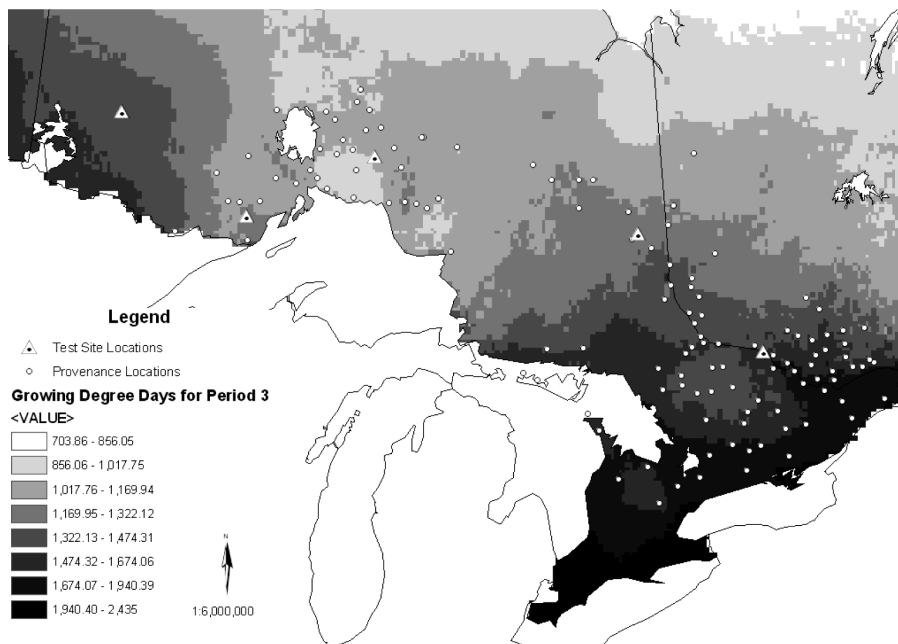 Legend
Test Site Locations
Provenance Locations
Growing Degree Days for Period 3
<VALUE>
703.86 - 856.05
856.06 - 1,017.75
1,017.76 - 1,169.94
1,169.95 - 1,322.12
1,322.13 - 1,474.31
1,474.32 - 1,674.06
1,674.07 - 1,940.39
1,940.40 - 2,435
N
1:6,000,000